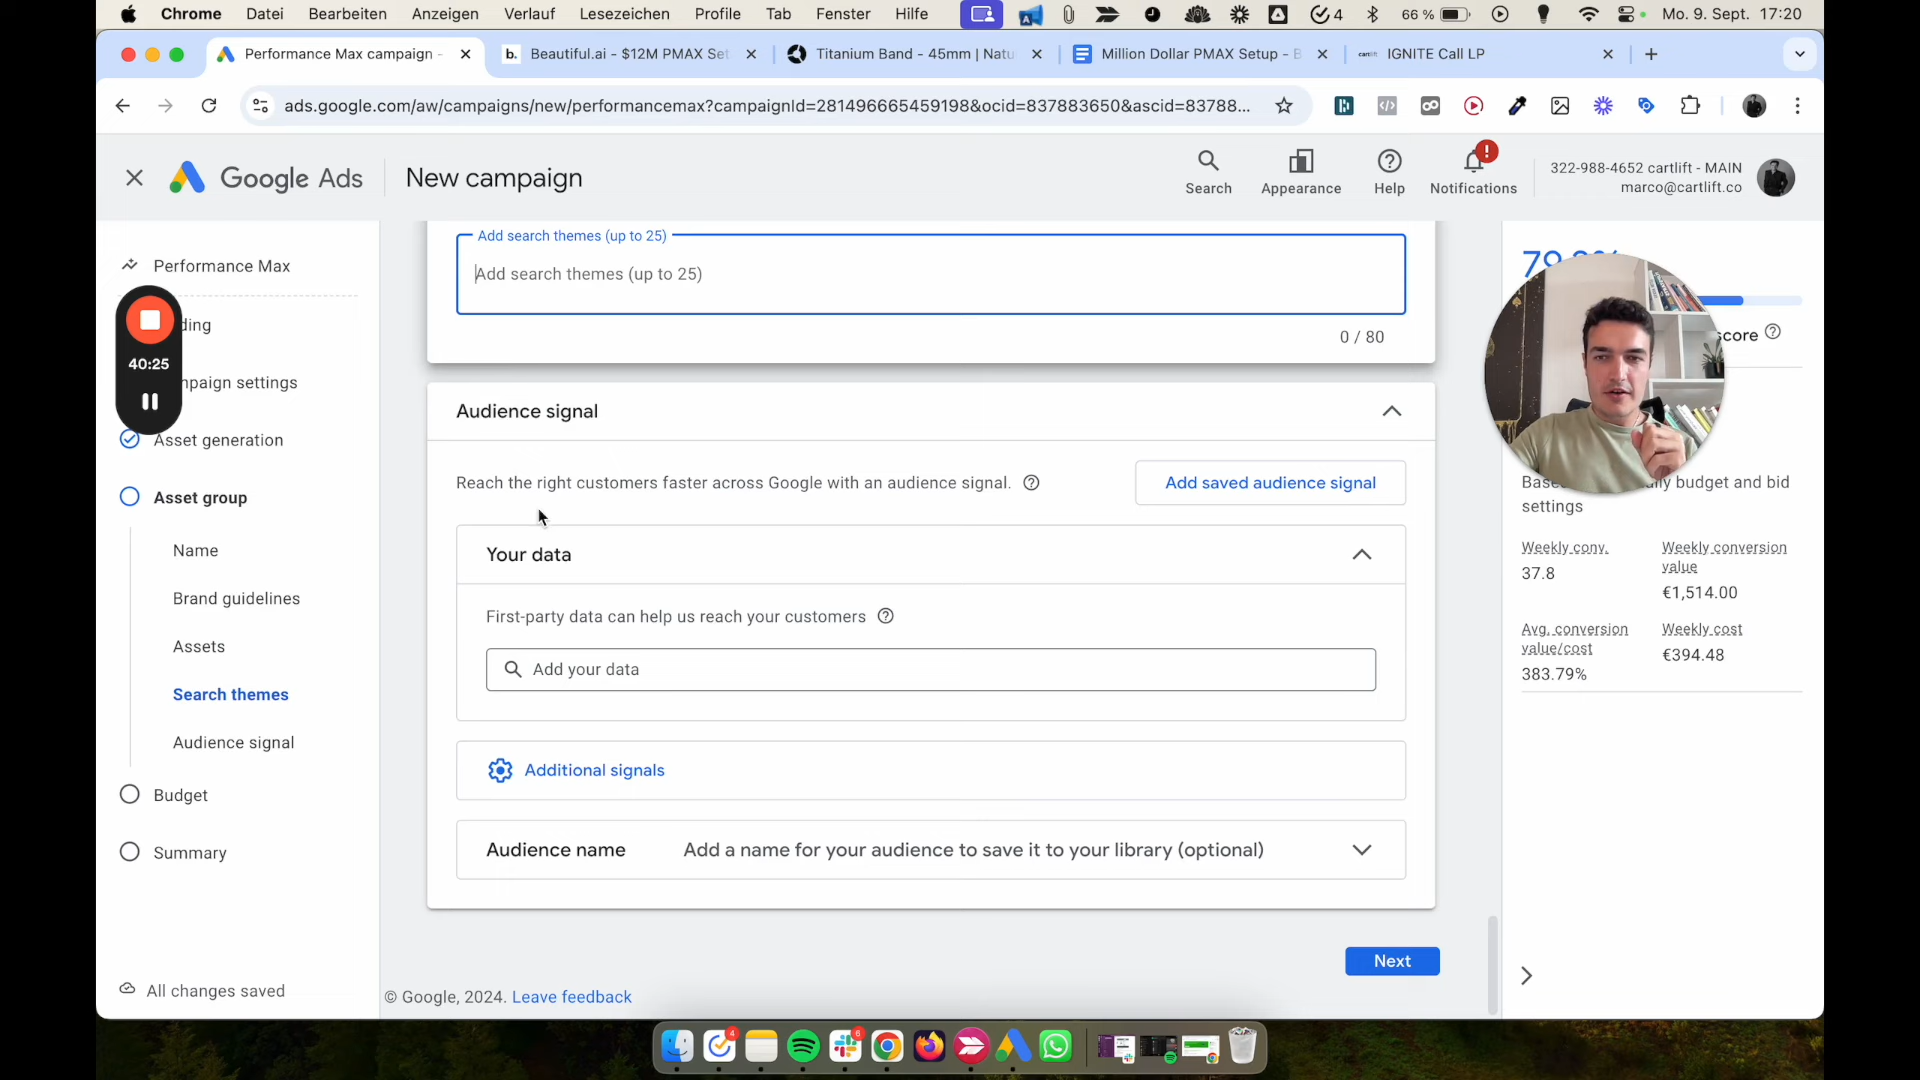 Chrome Datei Bearbeiten Anzeigen Verlauf Lesezeichen Profile Tab Fenster Hilfe 4 66 % Mo. 9. Sept. 17:20
Performance Max campaign - b. Beautiful.ai - $12M PMAX Set Titanium Band - 45mm | Natu Million Dollar PMAX Setup - B cartlift IGNITE Call LP
ads.google.com/aw/campaigns/new/performancemax?campaignId=281496665459198&ocid=837883650&ascid=83788...
Google Ads New campaign
Search Appearance Help Notifications
322-988-4652 cartlift - MAIN
marco@cartlift.co
Performance Max
ding
40:25
mpaign settings
Asset generation
Asset group
Name
Brand guidelines
Assets
Search themes
Audience signal
Budget
Summary
All changes saved
Add search themes (up to 25)
Add search themes (up to 25)
0 / 80
Audience signal
Reach the right customers faster across Google with an audience signal.
Add saved audience signal
Your data
First-party data can help us reach your customers
Add your data
Additional signals
Audience name Add a name for your audience to save it to your library (optional)
Next
© Google, 2024. Leave feedback
score
budget and bid
settings
Weekly conv.
37.8
Weekly conversion
value
€1,514.00
Avg. conversion
value/cost
383.79%
Weekly cost
€394.48
4
6